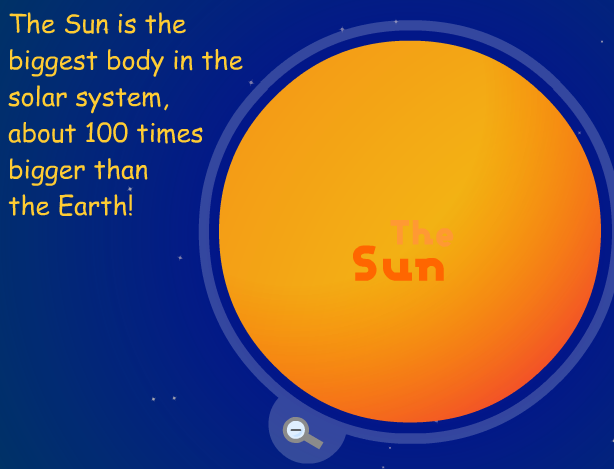 The Sun is the
biggest body in the
solar system,
about 100 times
bigger than
the Earth!
The
Sun